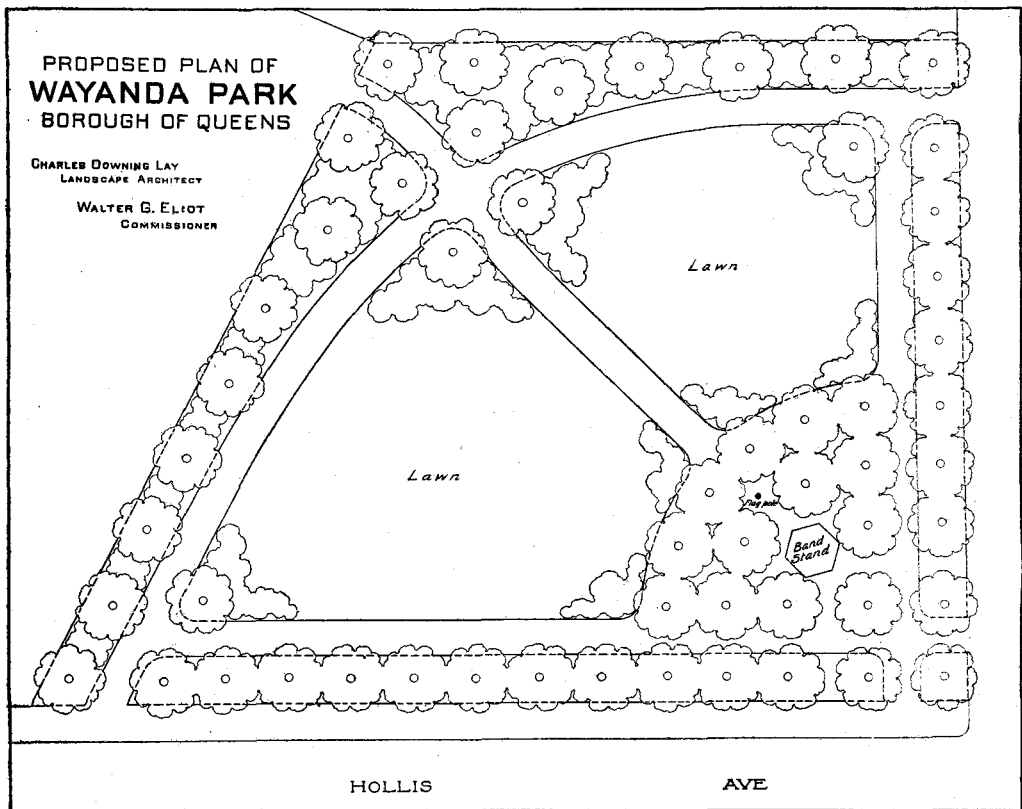 PROPOSED PLAN OF
WAYANDA PARK
BOROUGH OF QUEENS
CHARLES DOWNING LAY
LANDSCAPE ARCHITECT
WALTER G. ELIOT
COMMISSIONER
Lawn
Lawn
Flag pole
Band
Stand
HOLLIS AVE